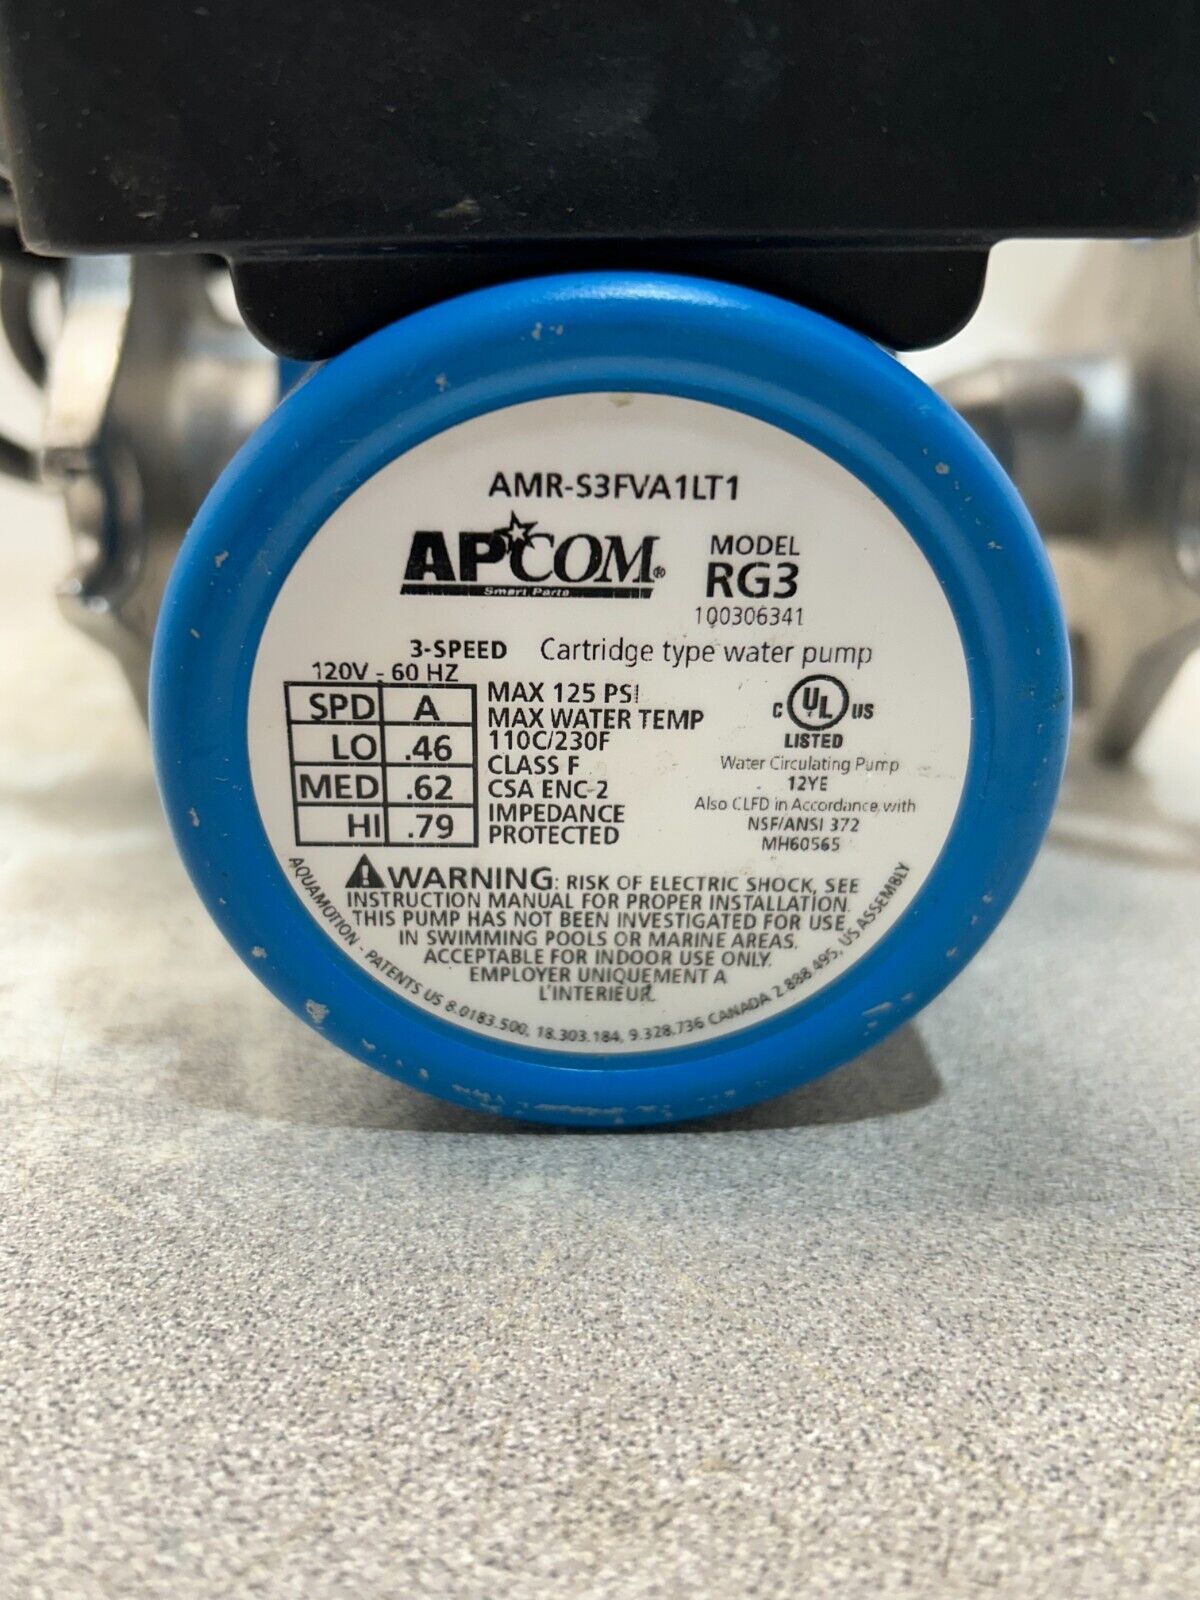 AMR-S3FVA1LT1
APCOM®
Smart Parts
MODEL
RG3
100306341
3-SPEED Cartridge type water pump
120V - 60 HZ
SPD A
LO .46
MED .62
HI .79
MAX 125 PSI
MAX WATER TEMP
110C/230F
CLASS F
CSA ENC-2
IMPEDANCE
PROTECTED
C UL US
LISTED
Water Circulating Pump
12YE
Also CLFD in Accordance with
NSF/ANSI 372
MH60565
WARNING: RISK OF ELECTRIC SHOCK, SEE
INSTRUCTION MANUAL FOR PROPER INSTALLATION.
THIS PUMP HAS NOT BEEN INVESTIGATED FOR USE
IN SWIMMING POOLS OR MARINE AREAS.
ACCEPTABLE FOR INDOOR USE ONLY.
EMPLOYER UNIQUEMENT A
L'INTERIEUR.
AQUAMOTION - PATENTS US 8.0183.500, 18.303.184, 9.328.736 CANADA 2.888.495, US ASSEMBLY